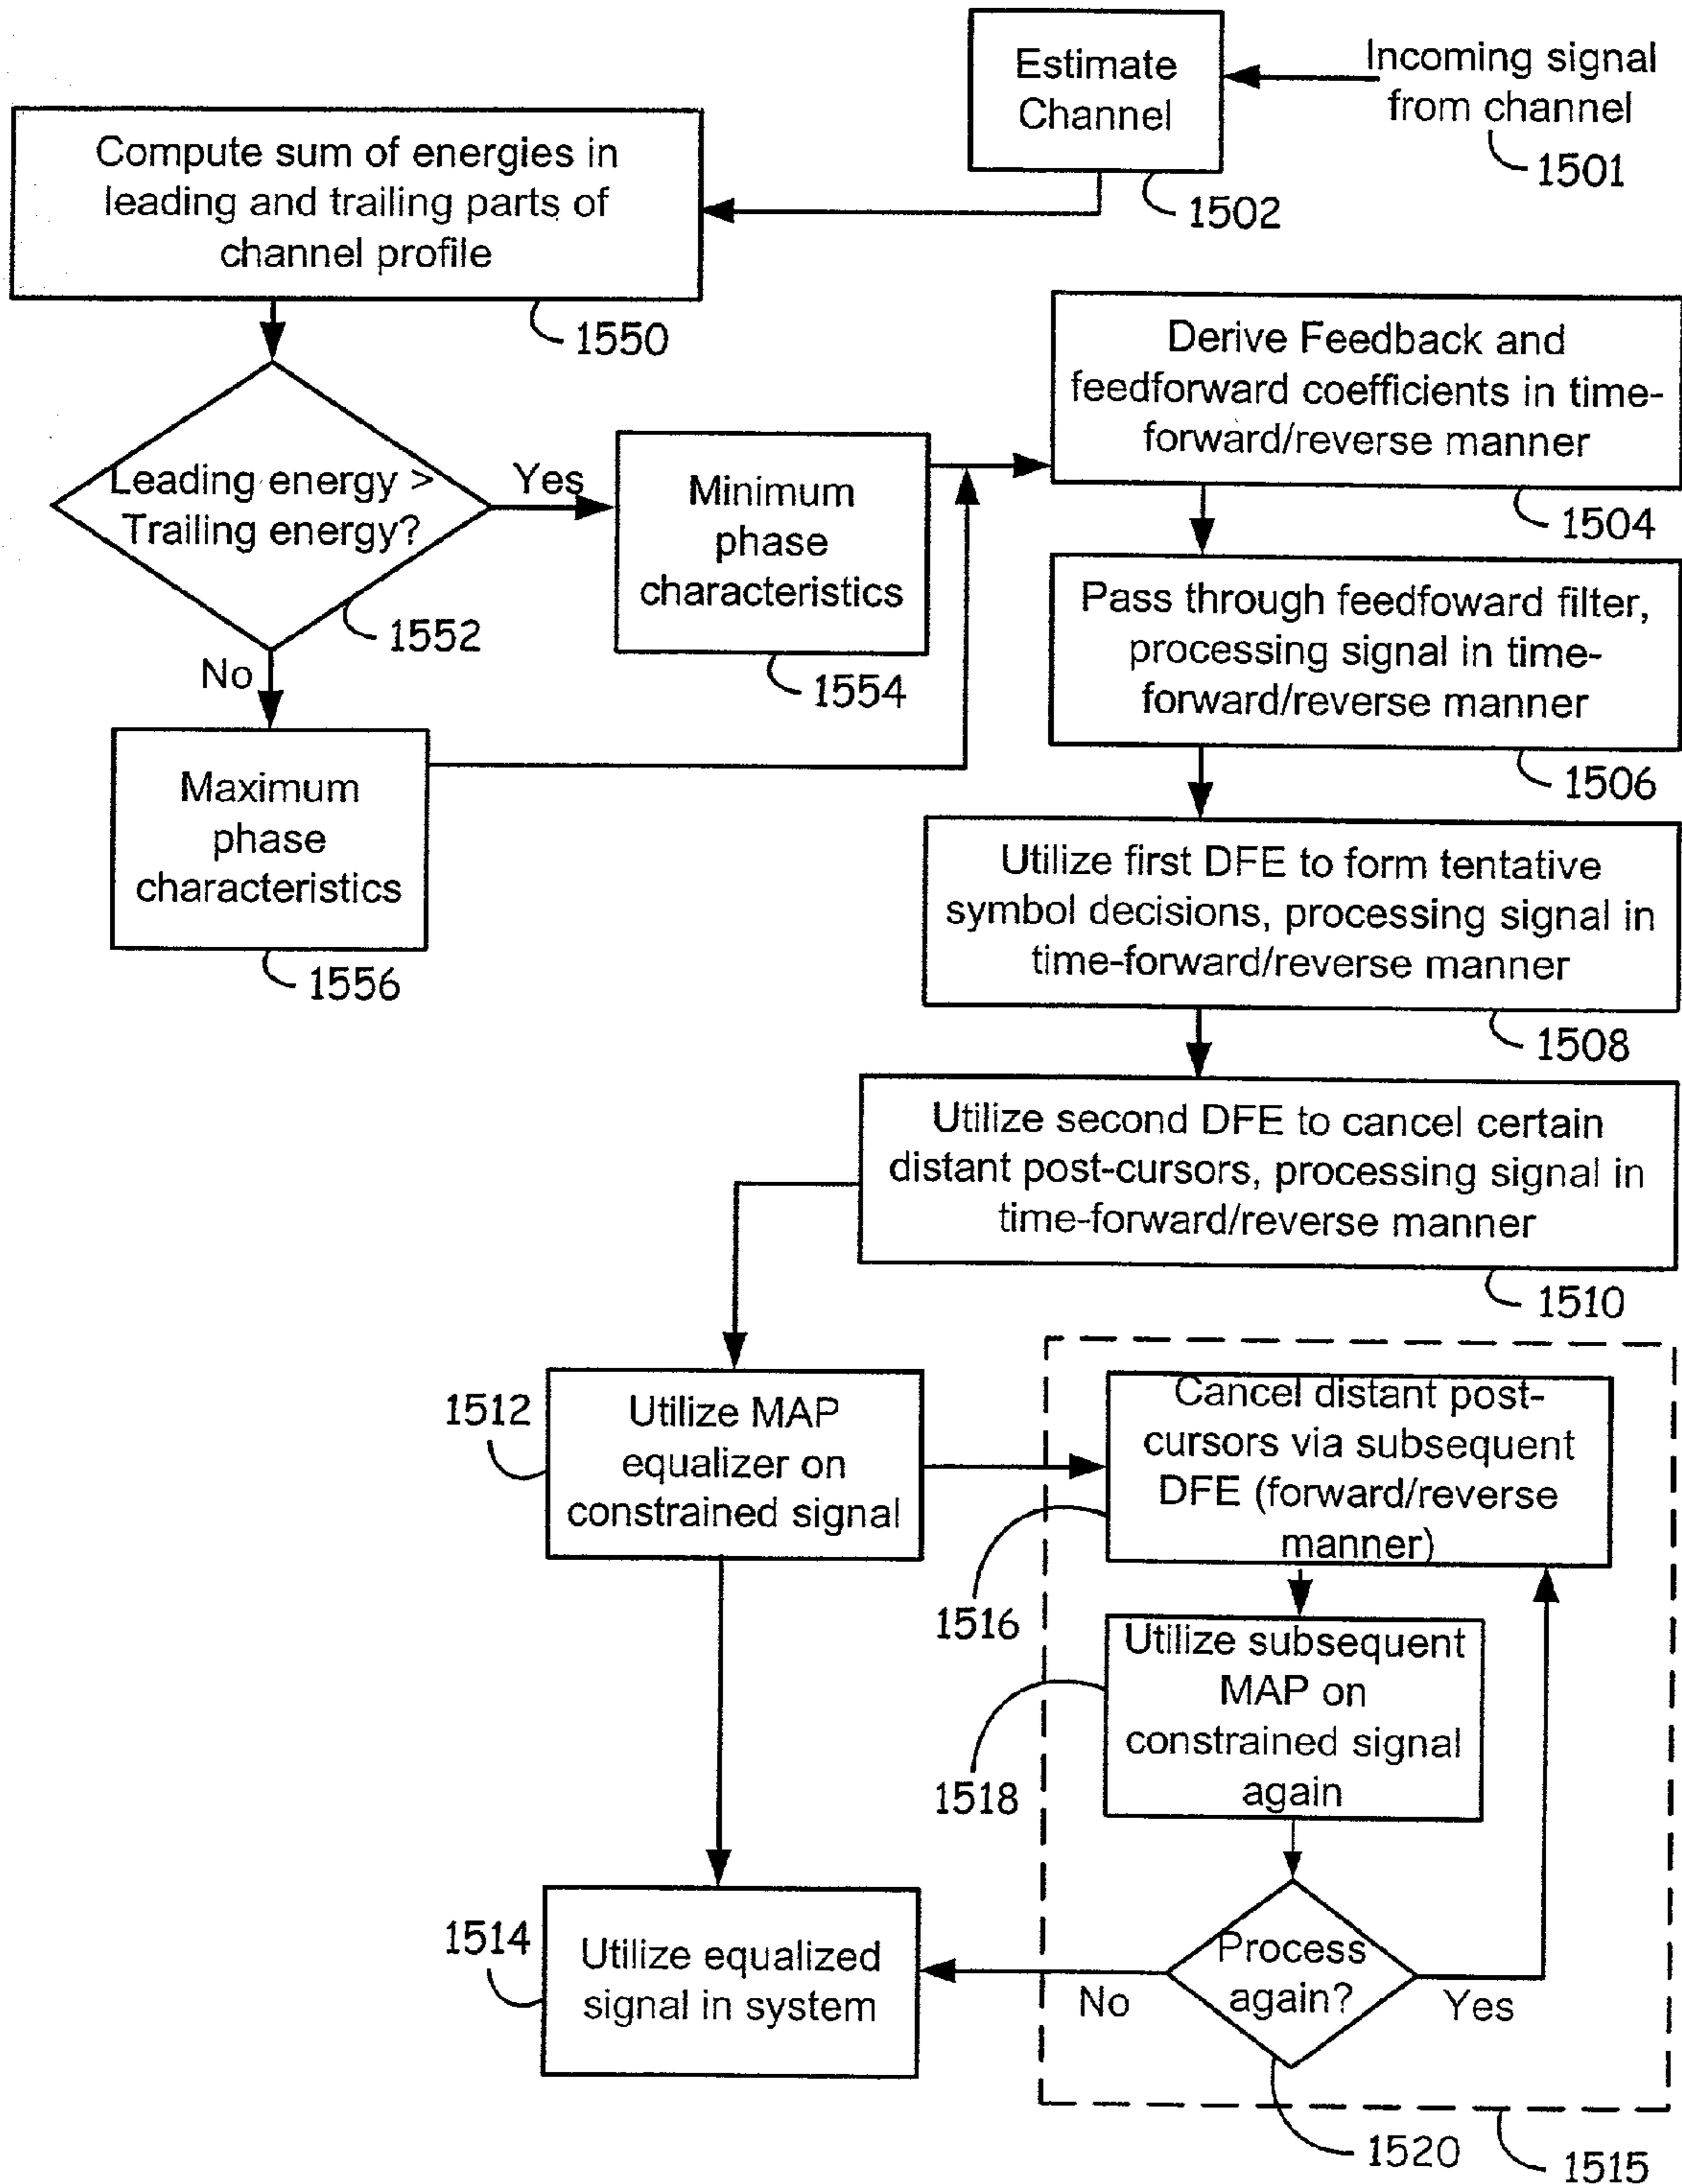 Estimate
Channel
Incoming signal
from channel
1501
1502
Compute sum of energies in
leading and trailing parts of
channel profile
1550
Leading energy >
Trailing energy?
1552
Yes
No
Minimum
phase
characteristics
1554
Maximum
phase
characteristics
1556
Derive Feedback and
feedforward coefficients in time-
forward/reverse manner
1504
Pass through feedfoward filter,
processing signal in time-
forward/reverse manner
1506
Utilize first DFE to form tentative
symbol decisions, processing signal in
time-forward/reverse manner
1508
Utilize second DFE to cancel certain
distant post-cursors, processing signal in
time-forward/reverse manner
1510
1512
Utilize MAP
equalizer on
constrained signal
Cancel distant post-
cursors via subsequent
DFE (forward/reverse
manner)
1516
Utilize subsequent
MAP on
constrained signal
again
1518
1514
Utilize equalized
signal in system
Process
again?
No
Yes
1520
1515